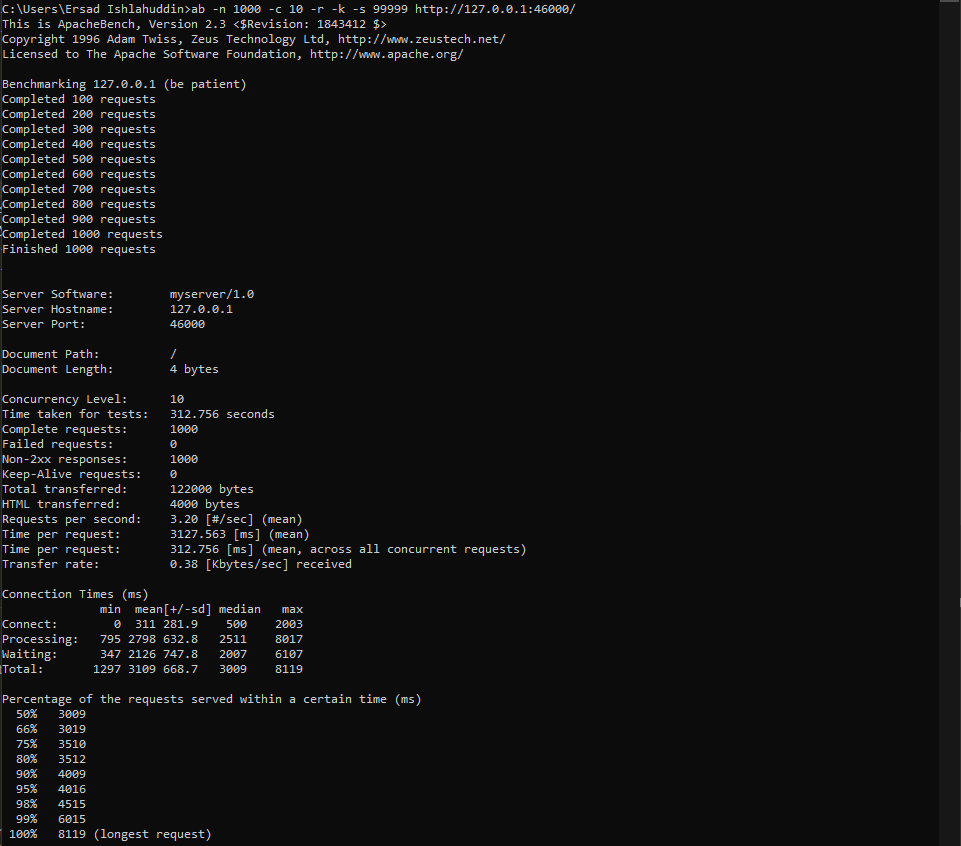 C:\Users\Ersad Ishlahuddin>ab -n 1000 -c 10 -r -k -s 99999 http://127.0.0.1:46000/
This is ApacheBench, Version 2.3 <$Revision: 1843412 $>
Copyright 1996 Adam Twiss, Zeus Technology Ltd, http://www.zeustech.net/
Licensed to The Apache Software Foundation, http://www.apache.org/
Benchmarking 127.0.0.1 (be patient)
Completed 100 requests
Completed 200 requests
Completed 300 requests
Completed 400 requests
Completed 500 requests
Completed 600 requests
Completed 700 requests
Completed 800 requests
Completed 900 requests
Completed 1000 requests
Finished 1000 requests
Server Software:        myserver/1.0
Server Hostname:        127.0.0.1
Server Port:            46000
Document Path:          /
Document Length:        4 bytes
Concurrency Level:      10
Time taken for tests:   312.756 seconds
Complete requests:      1000
Failed requests:        0
Non-2xx responses:      1000
Keep-Alive requests:    0
Total transferred:      122000 bytes
HTML transferred:       4000 bytes
Requests per second:    3.20 [#/sec] (mean)
Time per request:       3127.563 [ms] (mean)
Time per request:       312.756 [ms] (mean, across all concurrent requests)
Transfer rate:          0.38 [Kbytes/sec] received
Connection Times (ms)
              min  mean[+/-sd] median   max
Connect:        0  311 281.9    500    2003
Processing:   795 2798 632.8   2511    8017
Waiting:      347 2126 747.8   2007    6107
Total:       1297 3109 668.7   3009    8119
Percentage of the requests served within a certain time (ms)
  50%   3009
  66%   3019
  75%   3510
  80%   3512
  90%   4009
  95%   4016
  98%   4515
  99%   6015
 100%   8119 (longest request)